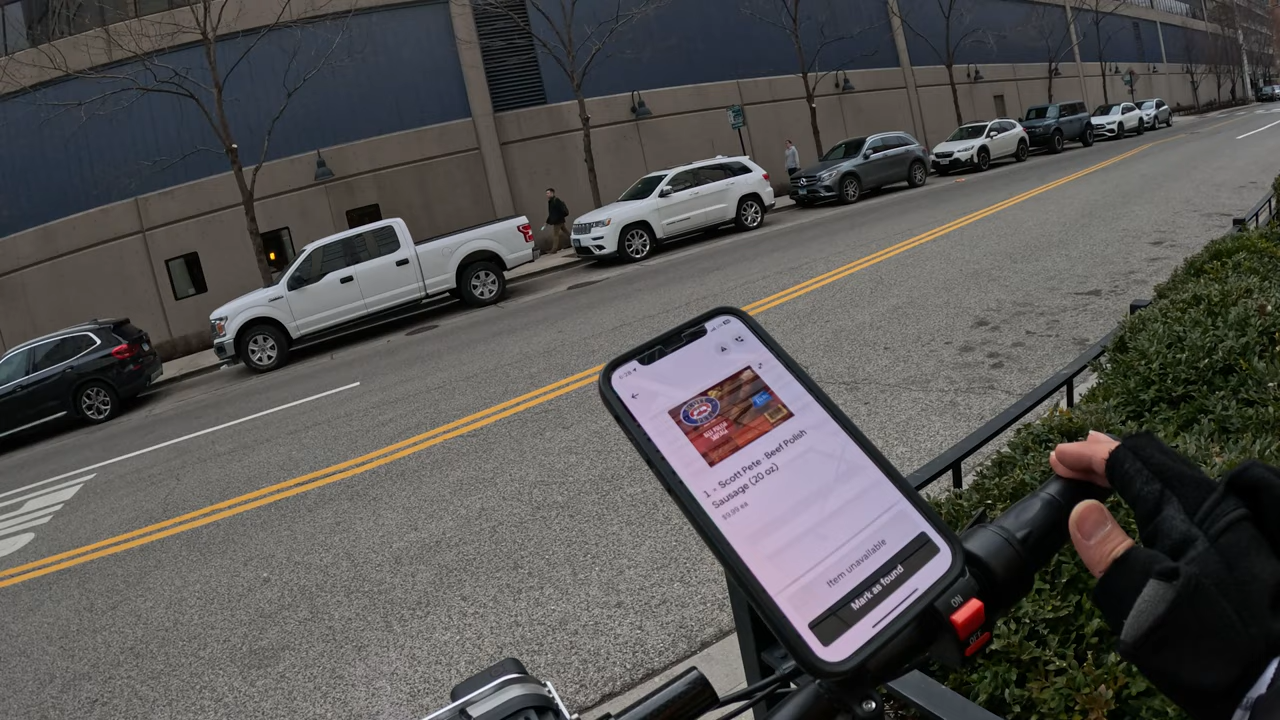 1 × Scott Pete. Beef Polish
Sausage (20 oz)
$9.99 ea
Item unavailable
Mark as found
ON
OFF